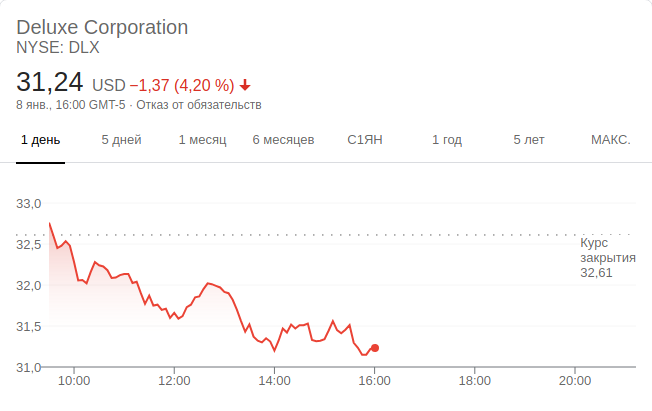 Deluxe Corporation
NYSE: DLX
31,24 USD −1,37 (4,20 %)
8 янв., 16:00 GMT-5 · Отказ от обязательств
1 день 5 дней 1 месяц 6 месяцев С1ЯН 1 год 5 лет МАКС.
33,0
32,5
32,0
31,5
31,0
Курс
закрытия
32,61
10:00 12:00 14:00 16:00 18:00 20:00